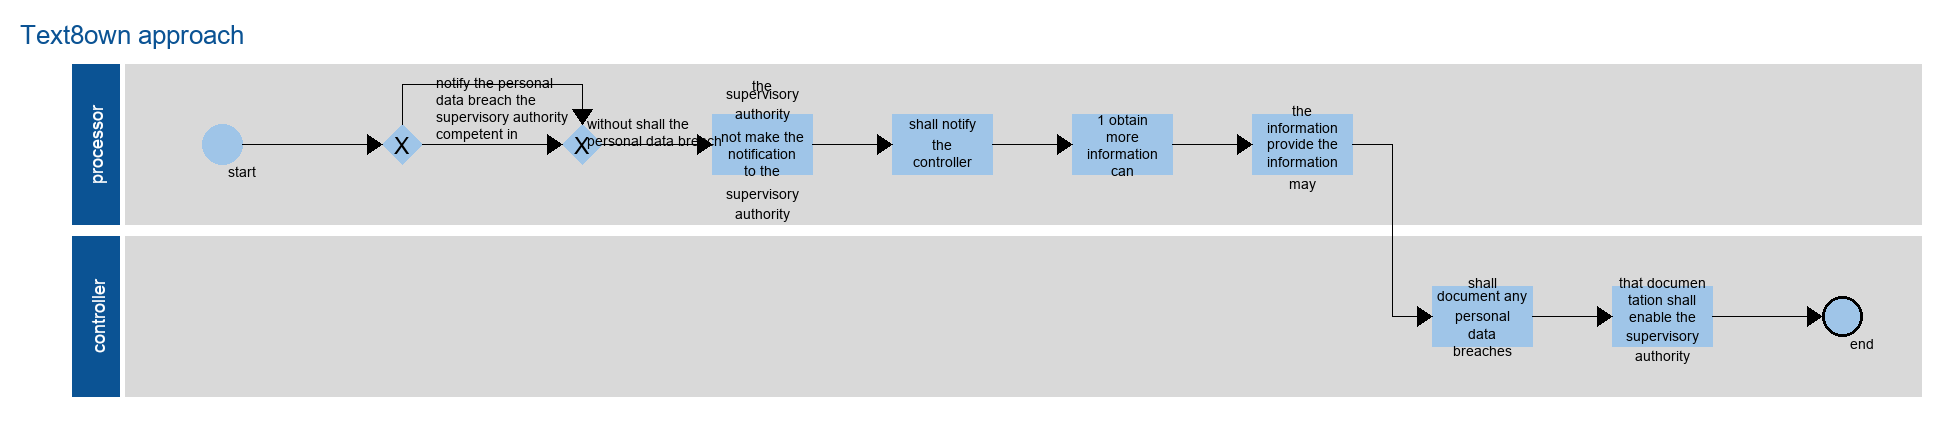 Text8own approach
processor
start
X
notify the personal
data breach the
supervisory authority
competent in
X
without shall the
personal data breach
the
supervisory
authority
not make the
notification
to the
supervisory
authority
shall notify
the
controller
1 obtain
more
information
can
the
information
provide the
information
may
controller
shall
document any
personal
data
breaches
that documen
tation shall
enable the
supervisory
authority
end